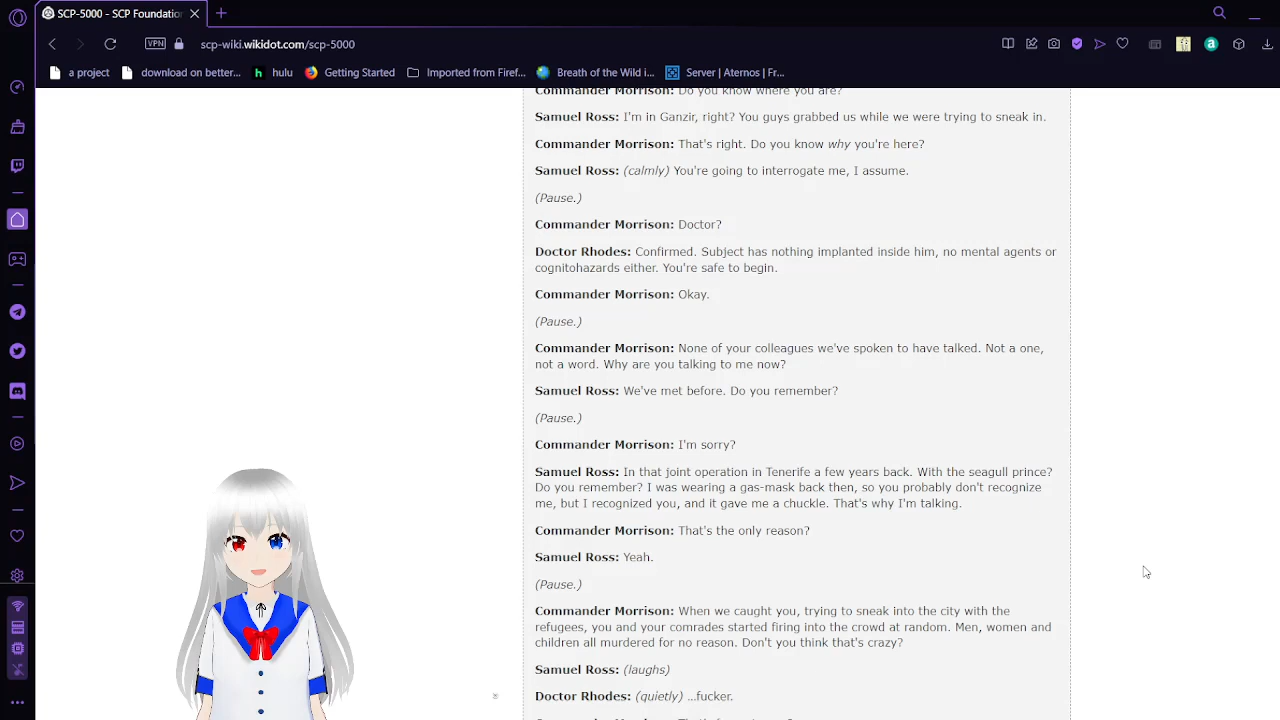 SCP-5000 - SCP Foundation
VPN
scp-wiki.wikidot.com/scp-5000
a project
download on better...
hulu
Getting Started
Imported from Firef...
Breath of the Wild i...
Server | Aternos | Fr...
Commander Morrison: Do you know where you are?
Samuel Ross: I'm in Ganzir, right? You guys grabbed us while we were trying to sneak in.
Commander Morrison: That's right. Do you know why you're here?
Samuel Ross: (calmly) You're going to interrogate me, I assume.
(Pause.)
Commander Morrison: Doctor?
Doctor Rhodes: Confirmed. Subject has nothing implanted inside him, no mental agents or
cognitohazards either. You're safe to begin.
Commander Morrison: Okay.
(Pause.)
Commander Morrison: None of your colleagues we've spoken to have talked. Not a one,
not a word. Why are you talking to me now?
Samuel Ross: We've met before. Do you remember?
(Pause.)
Commander Morrison: I'm sorry?
Samuel Ross: In that joint operation in Tenerife a few years back. With the seagull prince?
Do you remember? I was wearing a gas-mask back then, so you probably don't recognize
me, but I recognized you, and it gave me a chuckle. That's why I'm talking.
Commander Morrison: That's the only reason?
Samuel Ross: Yeah.
(Pause.)
Commander Morrison: When we caught you, trying to sneak into the city with the
refugees, you and your comrades started firing into the crowd at random. Men, women and
children all murdered for no reason. Don't you think that's crazy?
Samuel Ross: (laughs)
Doctor Rhodes: (quietly) ...fucker.